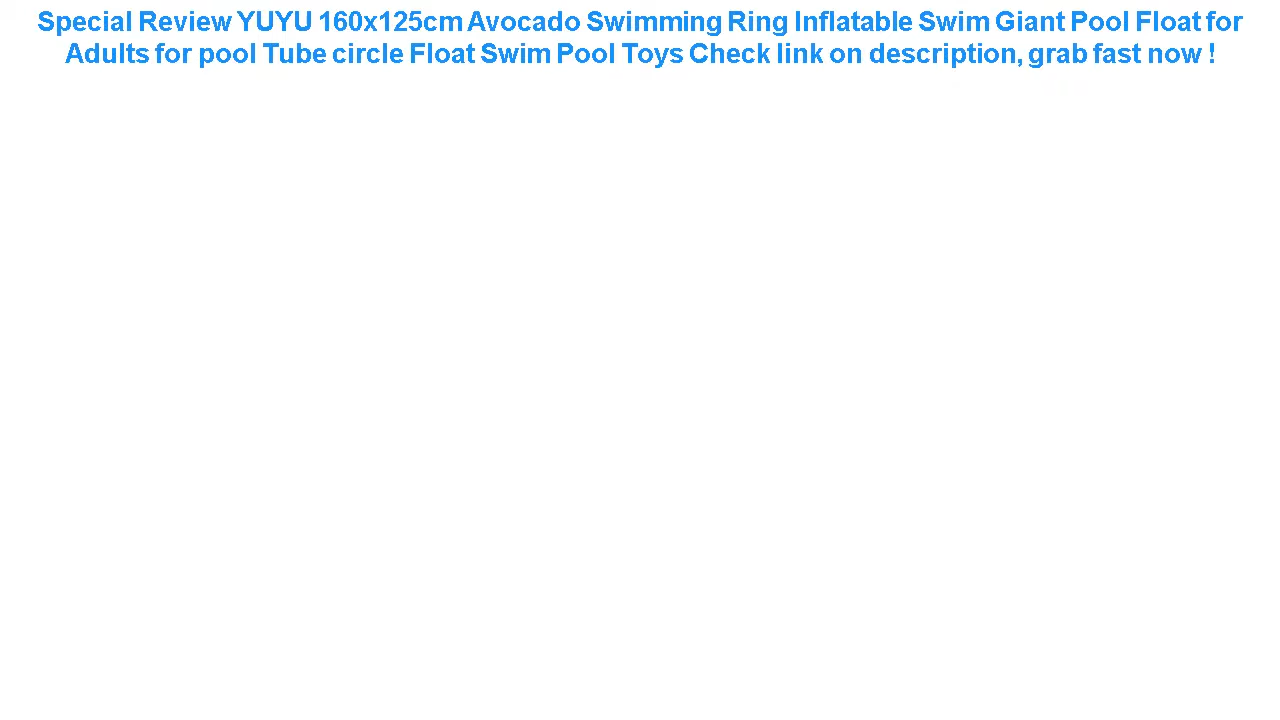 Special Review YUYU 160x125cm Avocado Swimming Ring Inflatable Swim Giant Pool Float for
Adults for pool Tube circle Float Swim Pool Toys Check link on description, grab fast now !